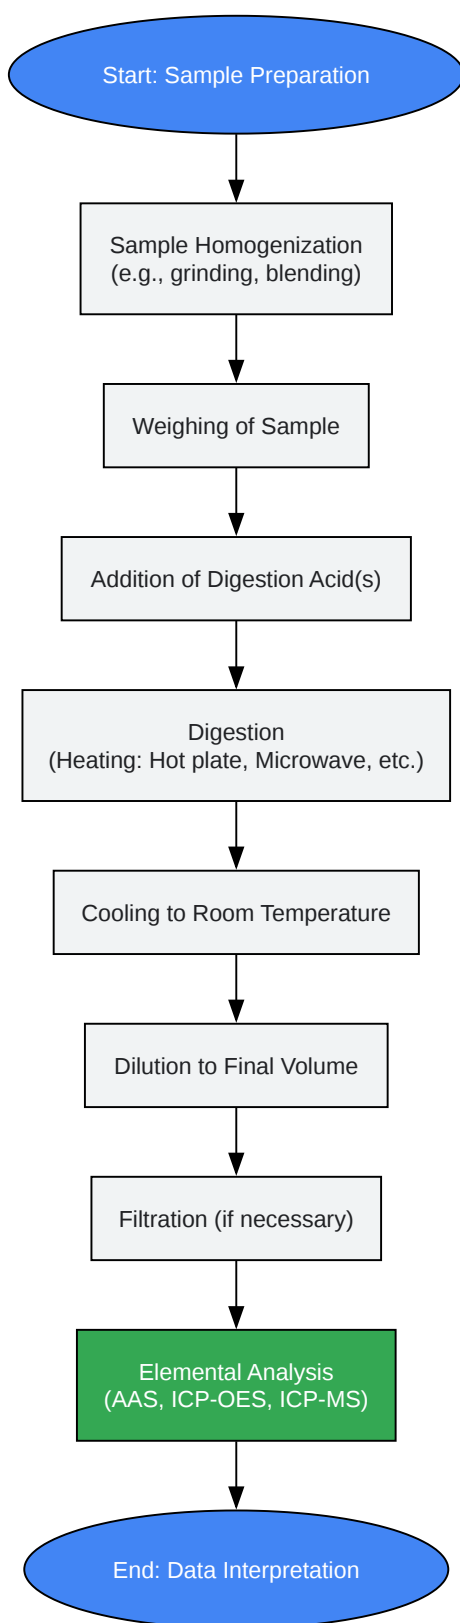 Start: Sample Preparation
Sample Homogenization
(e.g., grinding, blending)
Weighing of Sample
Addition of Digestion Acid(s)
Digestion
(Heating: Hot plate, Microwave, etc.)
Cooling to Room Temperature
Dilution to Final Volume
Filtration (if necessary)
Elemental Analysis
(AAS, ICP-OES, ICP-MS)
End: Data Interpretation